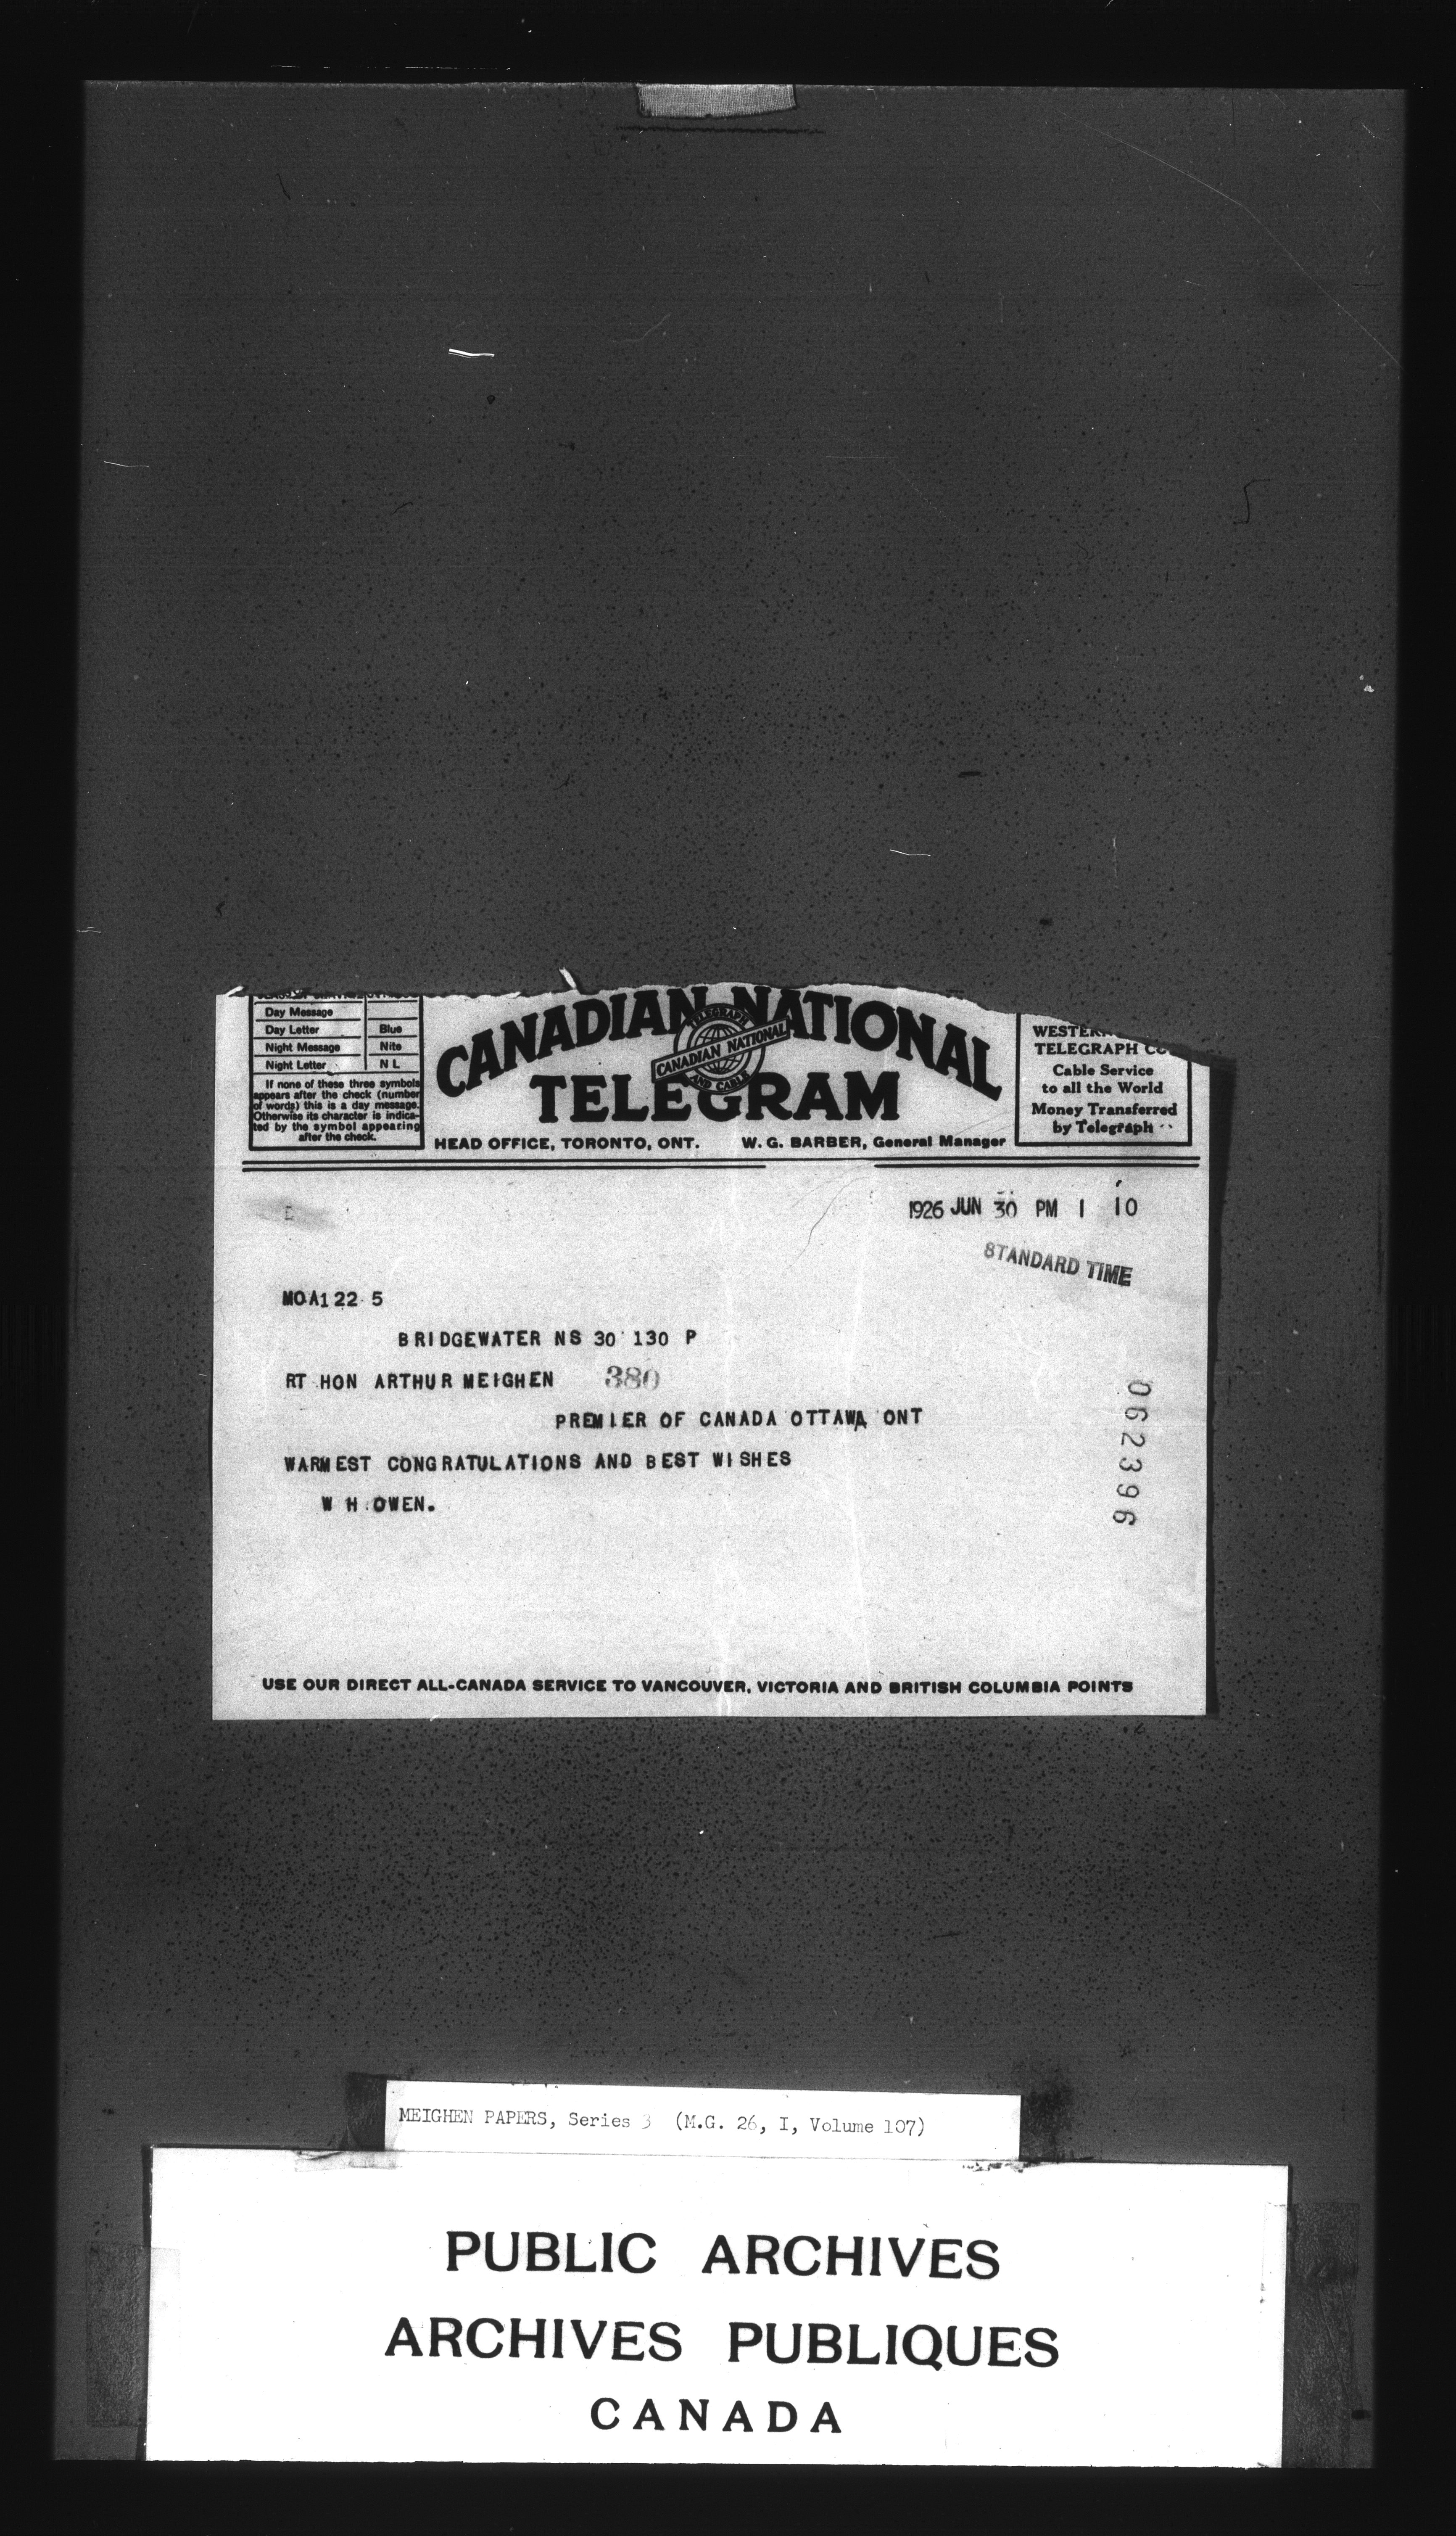 Day Message
Day Letter Blue
Night Message Nite
Night Letter N L
If none of these three symbols
appears after the check (number
of words) this is a day message.
Otherwise its character is indica-
ted by the symbol appearing
after the check.
CANADIAN NATIONAL
TELEGRAPH
CANADIAN NATIONAL
AND CABLE
TELEGRAM
HEAD OFFICE, TORONTO, ONT. W. G. BARBER, General Manager
TELEGRAPH
Cable Service
to all the World
Money Transferred
by Telegraph
1926 JUN 30 PM 1 10
STANDARD TIME
MOA122 5
BRIDGEWATER NS 30 130 P
RT HON ARTHUR MEIGHEN 380
PREMIER OF CANADA OTTAWA ONT
WARMEST CONGRATULATIONS AND BEST WISHES
W H OWEN.
062396
USE OUR DIRECT ALL-CANADA SERVICE TO VANCOUVER, VICTORIA AND BRITISH COLUMBIA POINTS
MEIGHEN PAPERS, Series 3 (M.G. 26, I, Volume 107)
PUBLIC ARCHIVES
ARCHIVES PUBLIQUES
CANADA